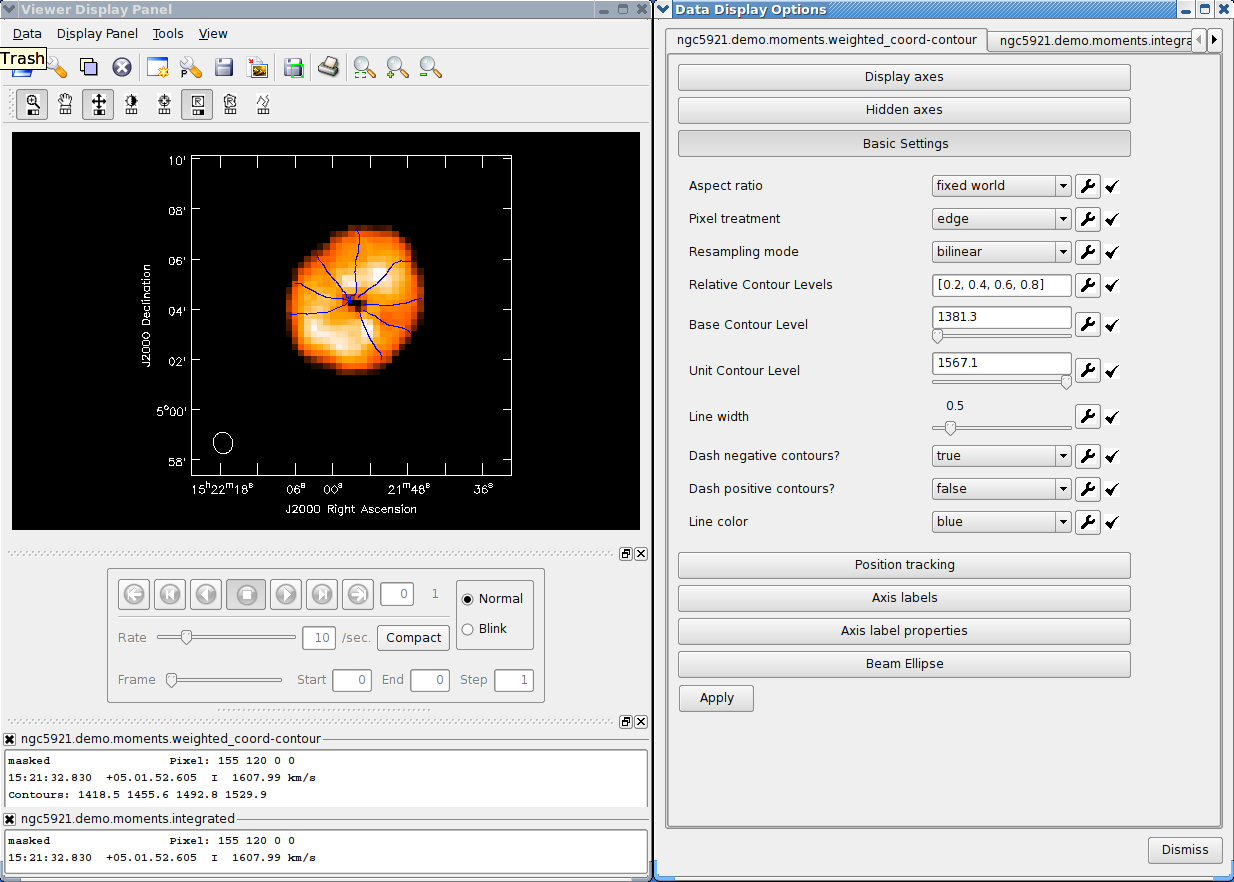 Viewer Display Panel
Data Display Panel Tools View
Trash
P
R R
10'
08'
06'
04'
02'
5°00'
58'
J2000 Declination
15h22m18s 06s 00s 21m48s 36s
J2000 Right Ascension
0 1
Normal
Blink
Rate 10 /sec. Compact
Frame Start 0 End 0 Step 1
ngc5921.demo.moments.weighted_coord-contour
masked Pixel: 155 120 0 0
15:21:32.830 +05.01.52.605 I 1607.99 km/s
Contours: 1418.5 1455.6 1492.8 1529.9
ngc5921.demo.moments.integrated
masked Pixel: 155 120 0 0
15:21:32.830 +05.01.52.605 I 1607.99 km/s
Data Display Options
ngc5921.demo.moments.weighted_coord-contour ngc5921.demo.moments.integra
Display axes
Hidden axes
Basic Settings
Aspect ratio fixed world
Pixel treatment edge
Resampling mode bilinear
Relative Contour Levels [0.2, 0.4, 0.6, 0.8]
Base Contour Level 1381.3
Unit Contour Level 1567.1
Line width 0.5
Dash negative contours? true
Dash positive contours? false
Line color blue
Position tracking
Axis labels
Axis label properties
Beam Ellipse
Apply
Dismiss